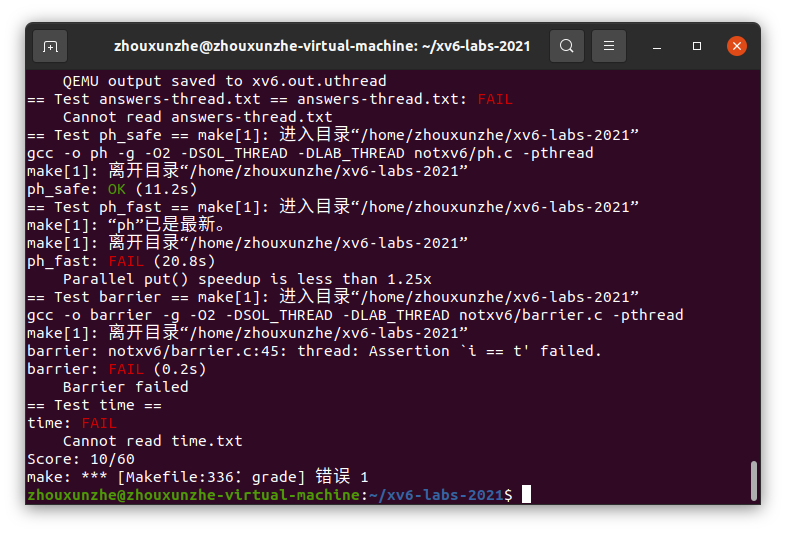 zhouxunzhe@zhouxunzhe-virtual-machine: ~/xv6-labs-2021
QEMU output saved to xv6.out.uthread
== Test answers-thread.txt == answers-thread.txt: FAIL
Cannot read answers-thread.txt
== Test ph_safe == make[1]: 进入目录“/home/zhouxunzhe/xv6-labs-2021”
gcc -o ph -g -O2 -DSOL_THREAD -DLAB_THREAD notxv6/ph.c -pthread
make[1]: 离开目录“/home/zhouxunzhe/xv6-labs-2021”
ph_safe: OK (11.2s)
== Test ph_fast == make[1]: 进入目录“/home/zhouxunzhe/xv6-labs-2021”
make[1]: “ph”已是最新。
make[1]: 离开目录“/home/zhouxunzhe/xv6-labs-2021”
ph_fast: FAIL (20.8s)
Parallel put() speedup is less than 1.25x
== Test barrier == make[1]: 进入目录“/home/zhouxunzhe/xv6-labs-2021”
gcc -o barrier -g -O2 -DSOL_THREAD -DLAB_THREAD notxv6/barrier.c -pthread
make[1]: 离开目录“/home/zhouxunzhe/xv6-labs-2021”
barrier: notxv6/barrier.c:45: thread: Assertion `i == t' failed.
barrier: FAIL (0.2s)
Barrier failed
== Test time ==
time: FAIL
Cannot read time.txt
Score: 10/60
make: *** [Makefile:336：grade] 错误 1
zhouxunzhe@zhouxunzhe-virtual-machine:~/xv6-labs-2021$